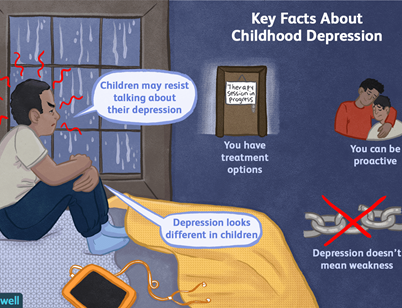 Key Facts About
Childhood Depression
Children may resist
talking about
their depression
Therapy
Session in
Progress
You have
treatment
options
You can be
proactive
Depression looks
different in children
Depression doesn't
mean weakness
well